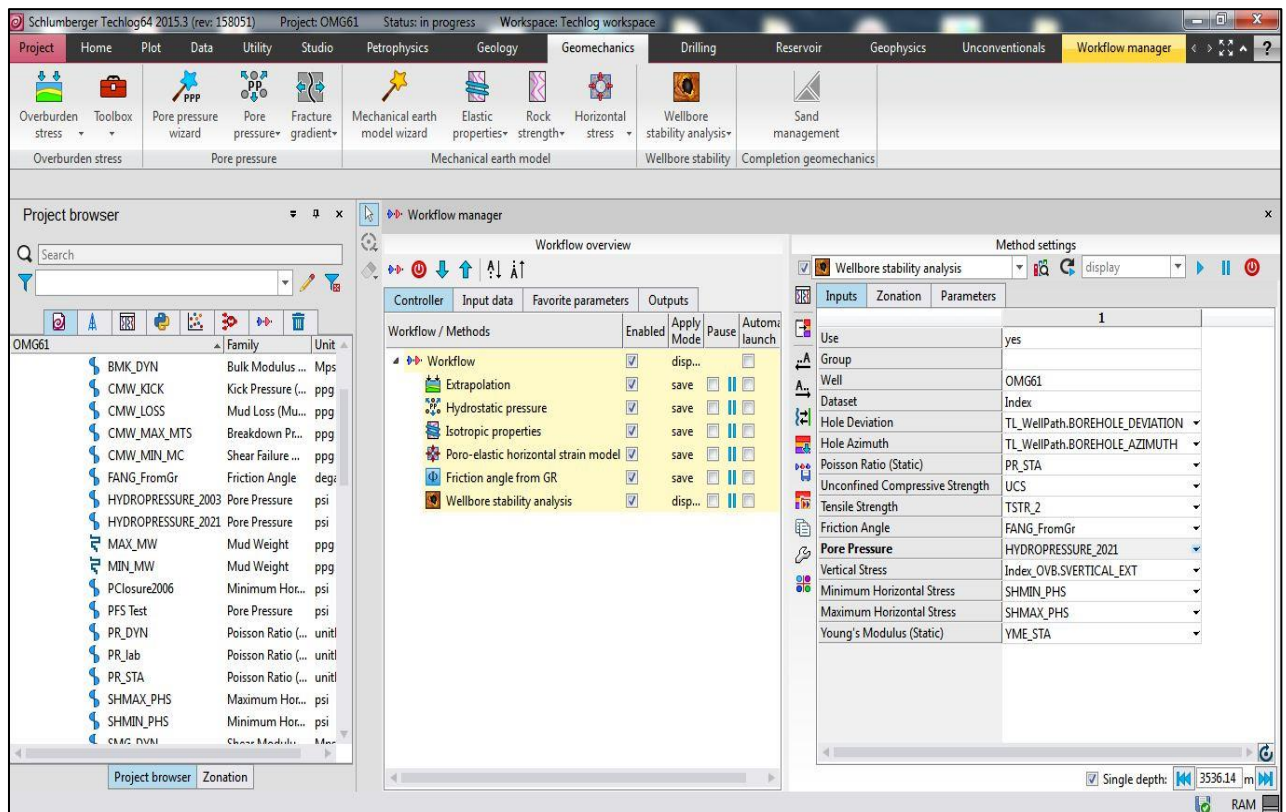 Schlumberger Techlog64 2015.3 (rev: 158051) Project: OMG61 Status: in progress Workspace: Techlog workspace
Project Home Plot Data Utility Studio Petrophysics Geology Geomechanics Drilling Reservoir Geophysics Unconventionals Workflow manager
Overburden stress Toolbox Pore pressure wizard Pore pressure Fracture gradient Mechanical earth model wizard Elastic properties Rock strength Horizontal stress Wellbore stability analysis Sand management
Overburden stress Pore pressure Mechanical earth model Wellbore stability Completion geomechanics
Project browser
Search
OMG61 Family Unit
BMK_DYN Bulk Modulus ... Mps
CMW_KICK Kick Pressure (... ppg
CMW_LOSS Mud Loss (Mu... ppg
CMW_MAX_MTS Breakdown Pr... ppg
CMW_MIN_MC Shear Failure ... ppg
FANG_FromGr Friction Angle dega
HYDROPRESSURE_2003 Pore Pressure psi
HYDROPRESSURE_2021 Pore Pressure psi
MAX_MW Mud Weight ppg
MIN_MW Mud Weight ppg
PClosure2006 Minimum Hor... psi
PFS Test Pore Pressure psi
PR_DYN Poisson Ratio (... unitl
PR_lab Poisson Ratio (... unitl
PR_STA Poisson Ratio (... unitl
SHMAX_PHS Maximum Hor... psi
SHMIN_PHS Minimum Hor... psi
Project browser Zonation
Workflow manager
Workflow overview
Controller Input data Favorite parameters Outputs
Workflow / Methods Enabled Apply Mode Pause Automa launch
Workflow disp...
Extrapolation save
Hydrostatic pressure save
Isotropic properties save
Poro-elastic horizontal strain model save
Friction angle from GR save
Wellbore stability analysis disp...
Method settings
Wellbore stability analysis display
Inputs Zonation Parameters
1
Use yes
Group
Well OMG61
Dataset Index
Hole Deviation TL_WellPath.BOREHOLE_DEVIATION
Hole Azimuth TL_WellPath.BOREHOLE_AZIMUTH
Poisson Ratio (Static) PR_STA
Unconfined Compressive Strength UCS
Tensile Strength TSTR_2
Friction Angle FANG_FromGr
Pore Pressure HYDROPRESSURE_2021
Vertical Stress Index_OVB.SVERTICAL_EXT
Minimum Horizontal Stress SHMIN_PHS
Maximum Horizontal Stress SHMAX_PHS
Young's Modulus (Static) YME_STA
Single depth: 3536.14 m
RAM